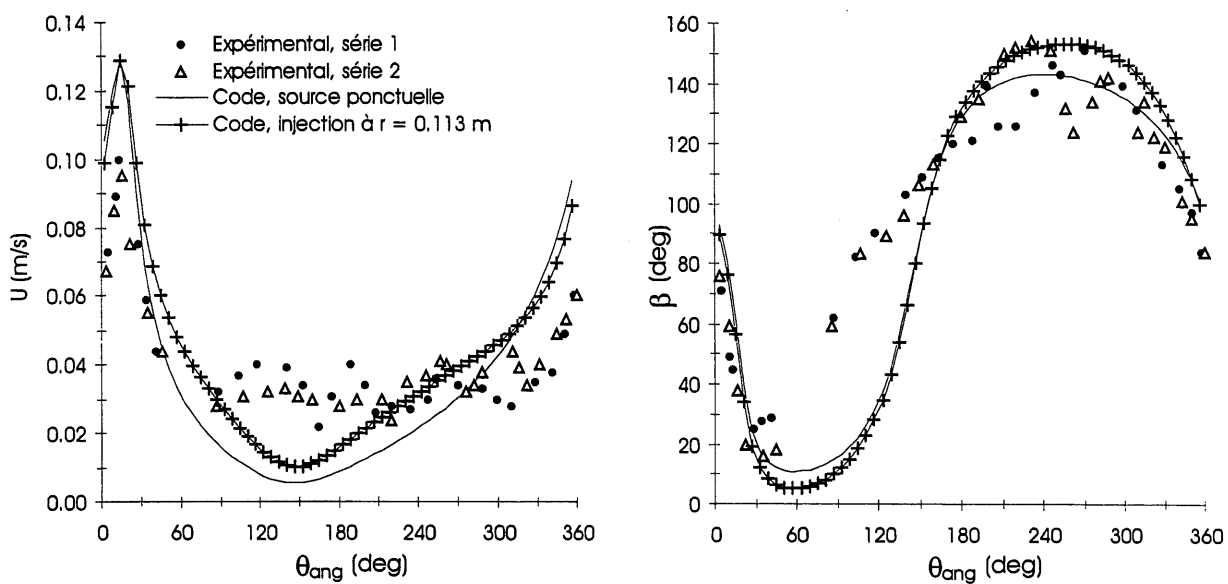 0.14
0.12
0.10
0.08
0.06
0.04
0.02
0.00
U (m/s)
Expérimental, série 1
Expérimental, série 2
Code, source ponctuelle
Code, injection à r = 0.113 m
0 60 120 180 240 300 360
θang (deg)
160
140
120
100
80
60
40
20
0
β (deg)
0 60 120 180 240 300 360
θang (deg)